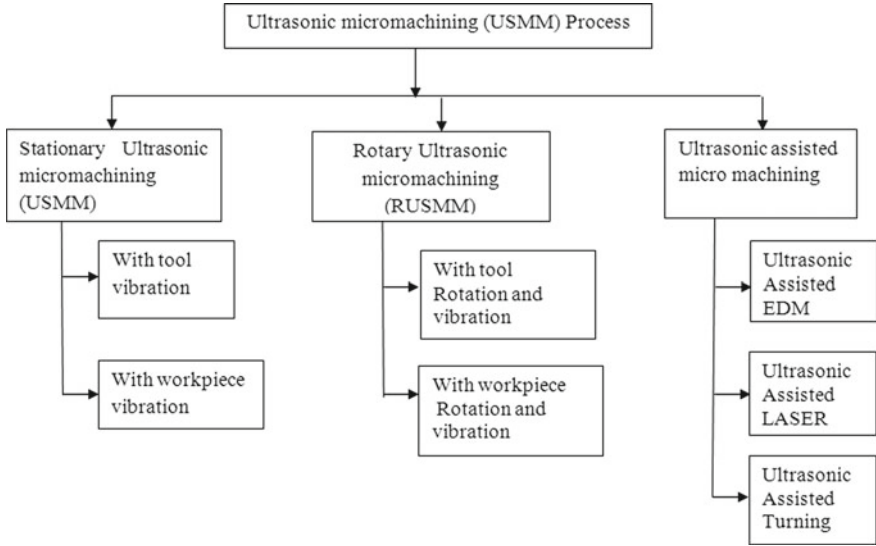 Ultrasonic micromachining (USMM) Process
Stationary Ultrasonic
micromachining
(USMM)
With tool
vibration
With workpiece
vibration
Rotary Ultrasonic
micromachining
(RUSMM)
With tool
Rotation and
vibration
With workpiece
Rotation and
vibration
Ultrasonic assisted
micro machining
Ultrasonic
Assisted
EDM
Ultrasonic
Assisted
LASER
Ultrasonic
Assisted
Turning